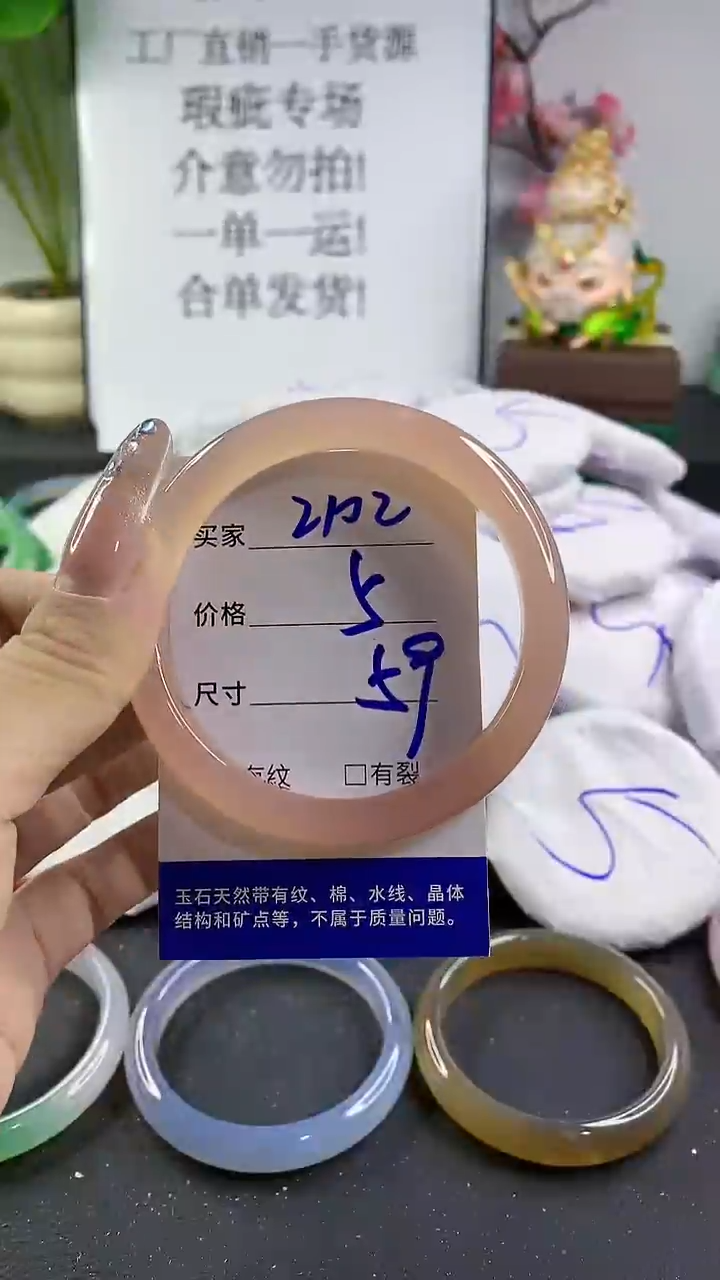 工厂直销一手货源
瑕疵专场
介意勿拍!
一单一运!
合单发货!
买家 2122
价格 5
尺寸 59
有纹 □有裂
玉石天然带有纹、棉、水线、晶体
结构和矿点等，不属于质量问题。
5